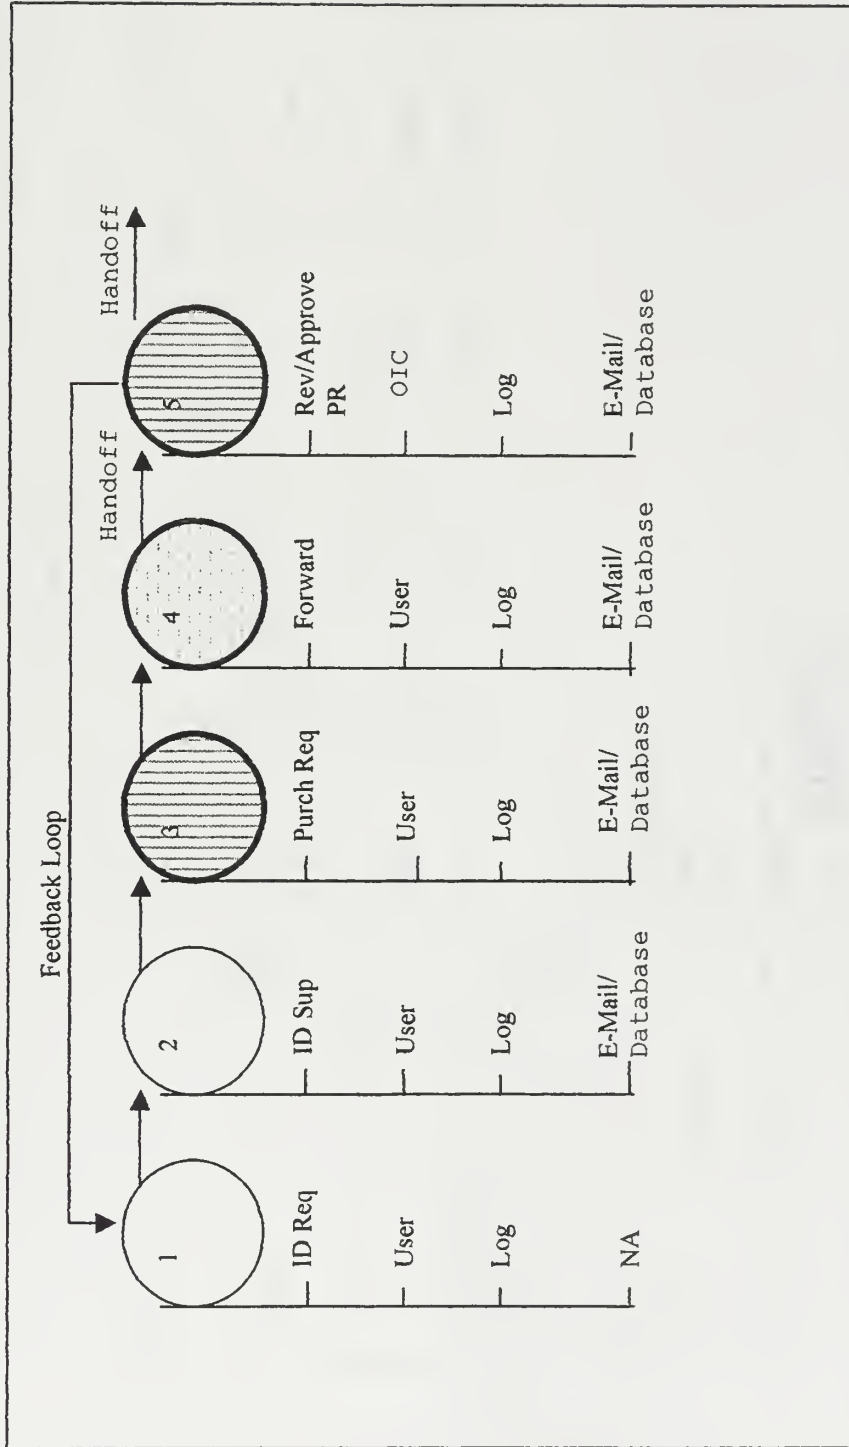 Feedback Loop
Handoff
Handoff
1
2
3
4
5
ID Req
User
Log
NA
ID Sup
User
Log
E-Mail/
Database
Purch Req
User
Log
E-Mail/
Database
Forward
User
Log
E-Mail/
Database
Rev/Approve
PR
OIC
Log
E-Mail/
Database